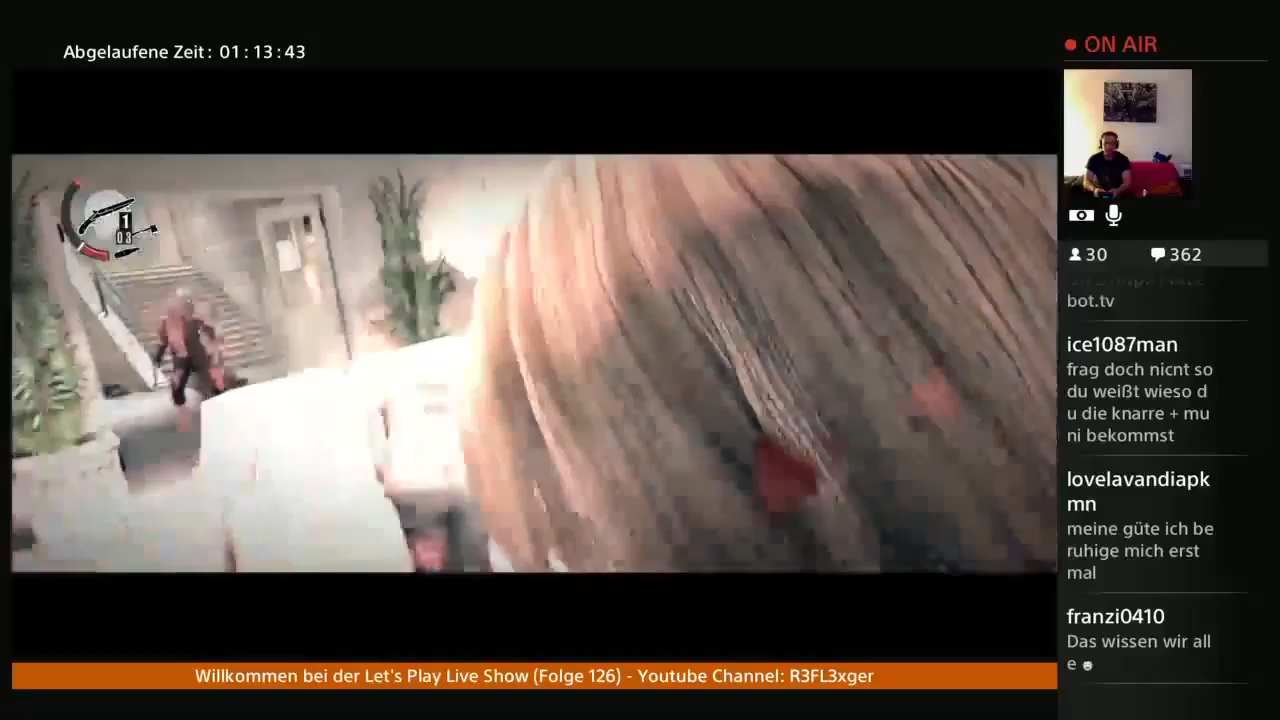 Abgelaufene Zeit: 01:13:43
ON AIR
1
30
362
bot.tv
ice1087man
frag doch nicnt so
du weißt wieso d
u die knarre + mu
ni bekommst
lovelavandiapk
mn
meine güte ich be
ruhige mich erst
mal
franzi0410
Das wissen wir all
e
Willkommen bei der Let's Play Live Show (Folge 126) - Youtube Channel: R3FL3xger